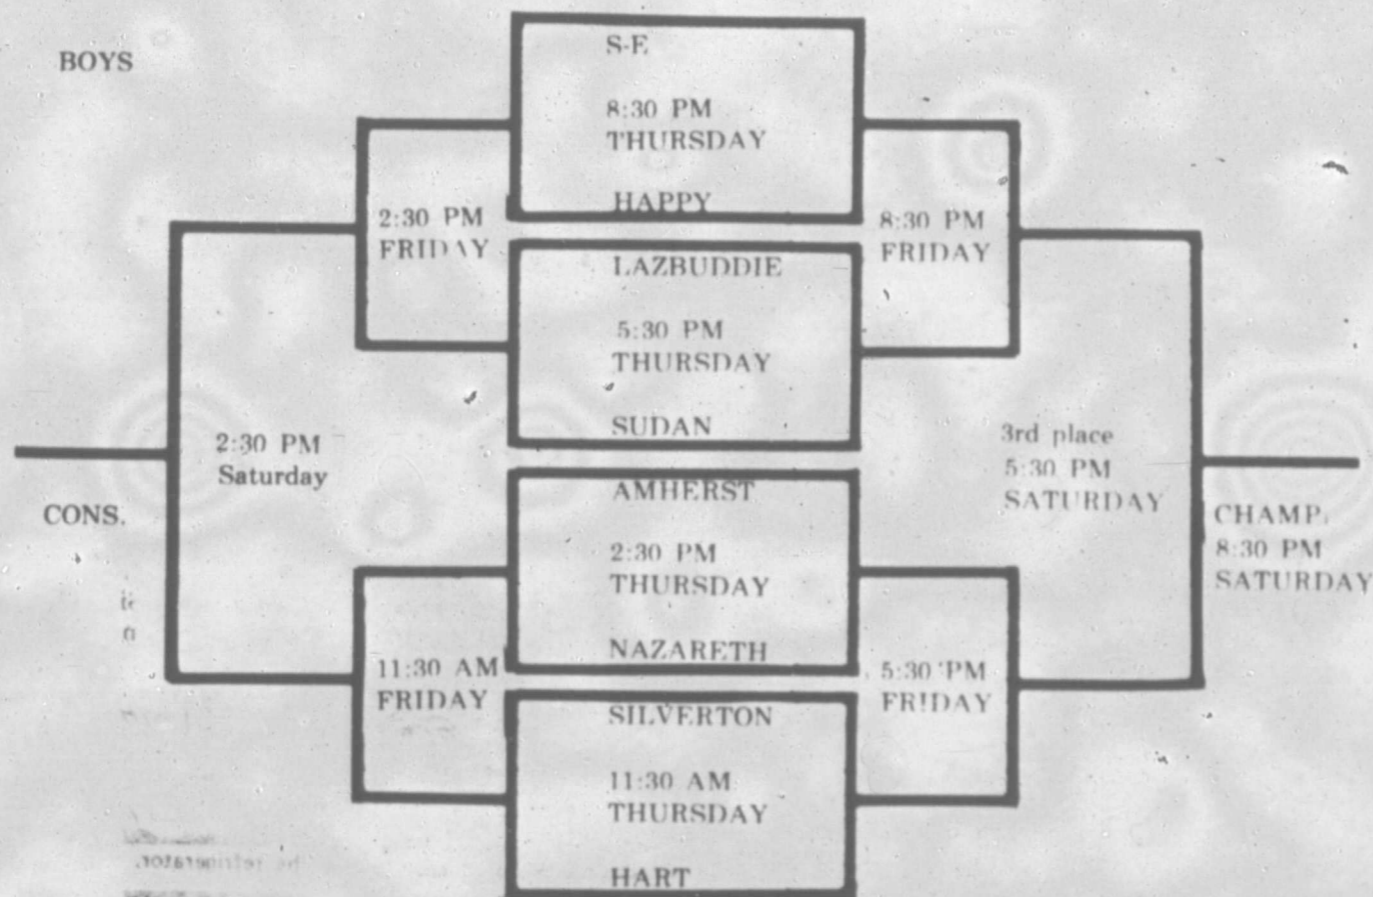 BOYS
S-E
8:30 PM
THURSDAY
HAPPY
2:30 PM
FRIDAY
8:30 PM
FRIDAY
LAZBUDDIE
5:30 PM
THURSDAY
SUDAN
2:30 PM
Saturday
CONS.
3rd place
5:30 PM
SATURDAY
CHAMP.
8:30 PM
SATURDAY
AMHERST
2:30 PM
THURSDAY
NAZARETH
11:30 AM
FRIDAY
5:30 PM
FRIDAY
SILVERTON
11:30 AM
THURSDAY
HART
refrigerator.